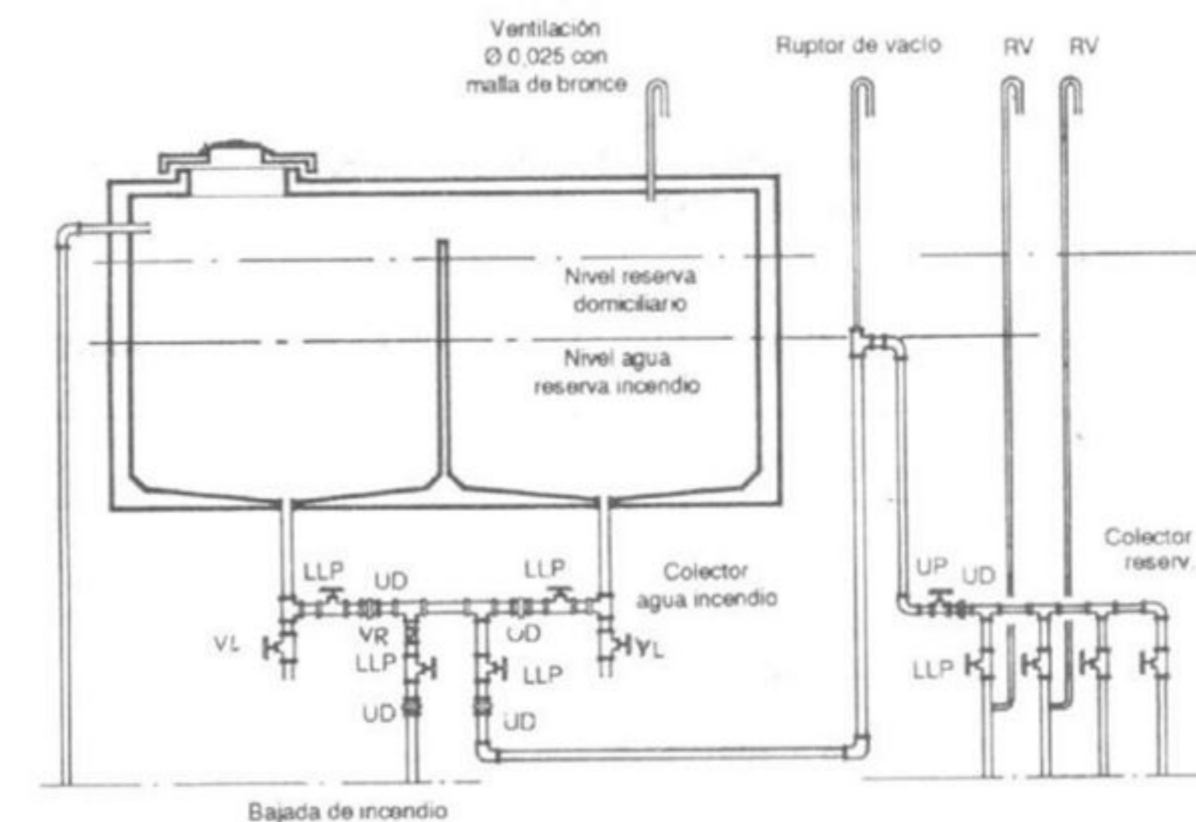 Ventilación
Ø 0,025 con
malla de bronce
Ruptor de vacío
RV
RV
Nivel reserva
domiciliario
Nivel agua
reserva incendio
LLP
UD
LLP
Colector
agua incendio
UP
UD
Colector
reserv.
VL
VR
UD
VL
LLP
LLP
LLP
UD
UD
Bajada de incendio